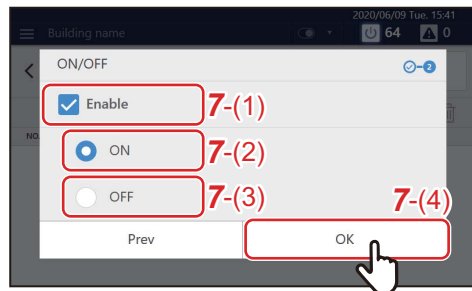 2020/06/09 Tue. 15:41
Building name
64
0
ON/OFF
2
Enable
7-(1)
NO.
ON
7-(2)
OFF
7-(3)
7-(4)
Prev
OK